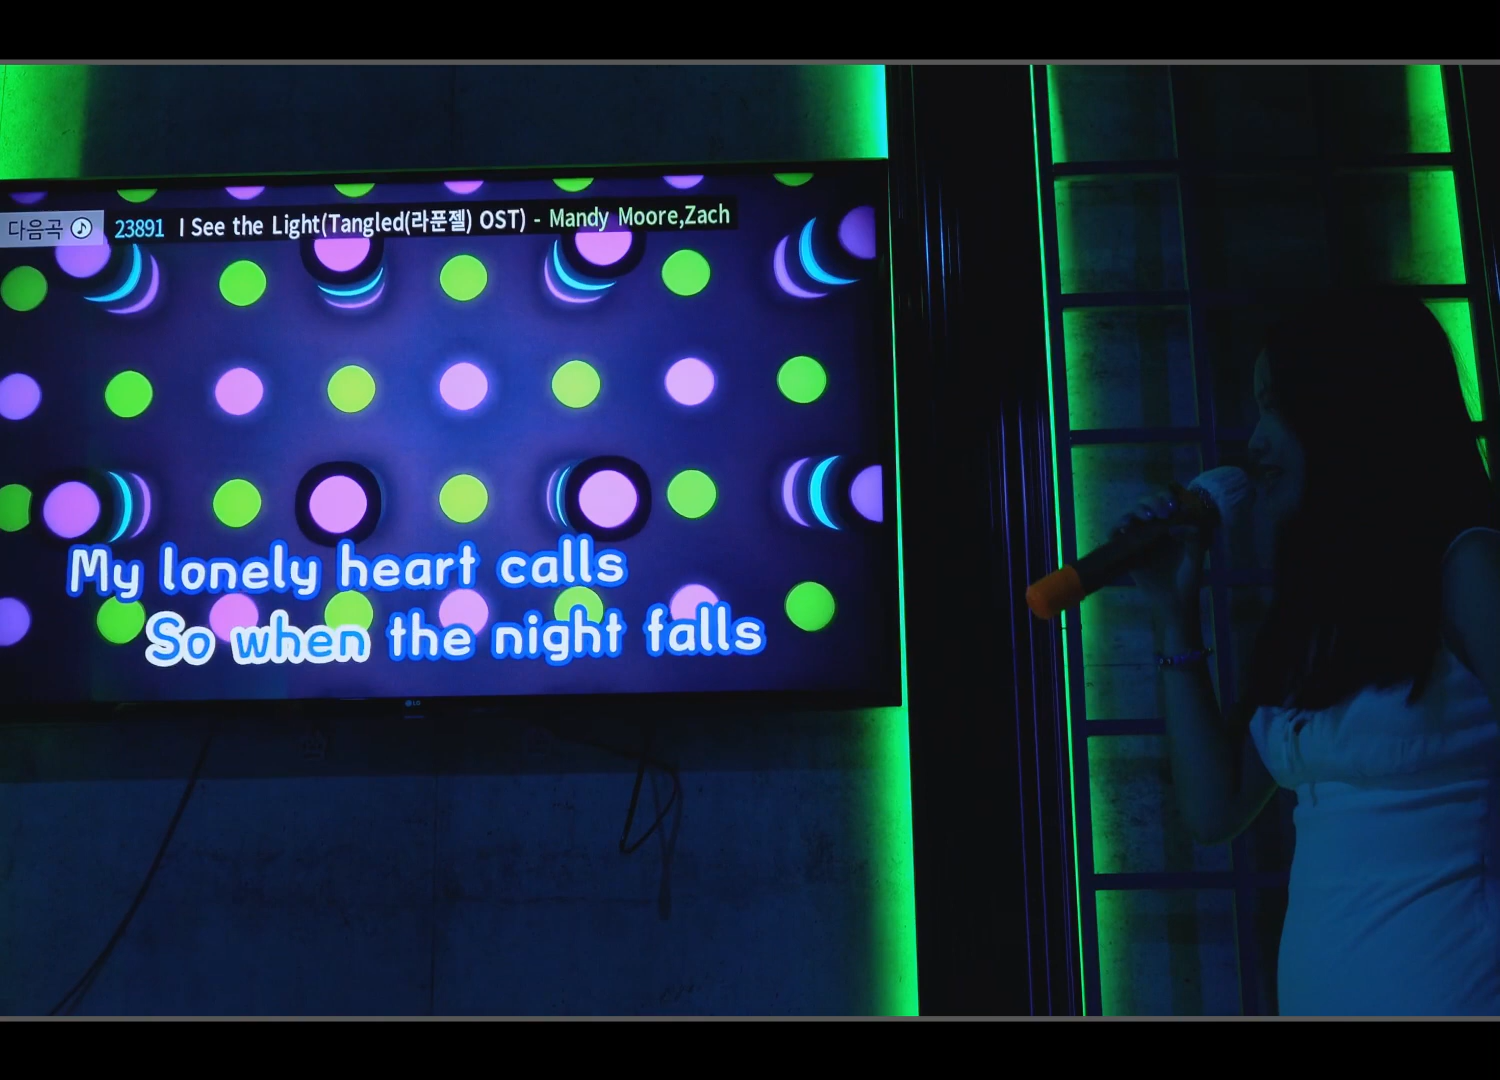 다음곡 23891 I See the Light(Tangled(라푼젤) OST) - Mandy Moore,Zach
My lonely heart calls
So when the night falls
LG